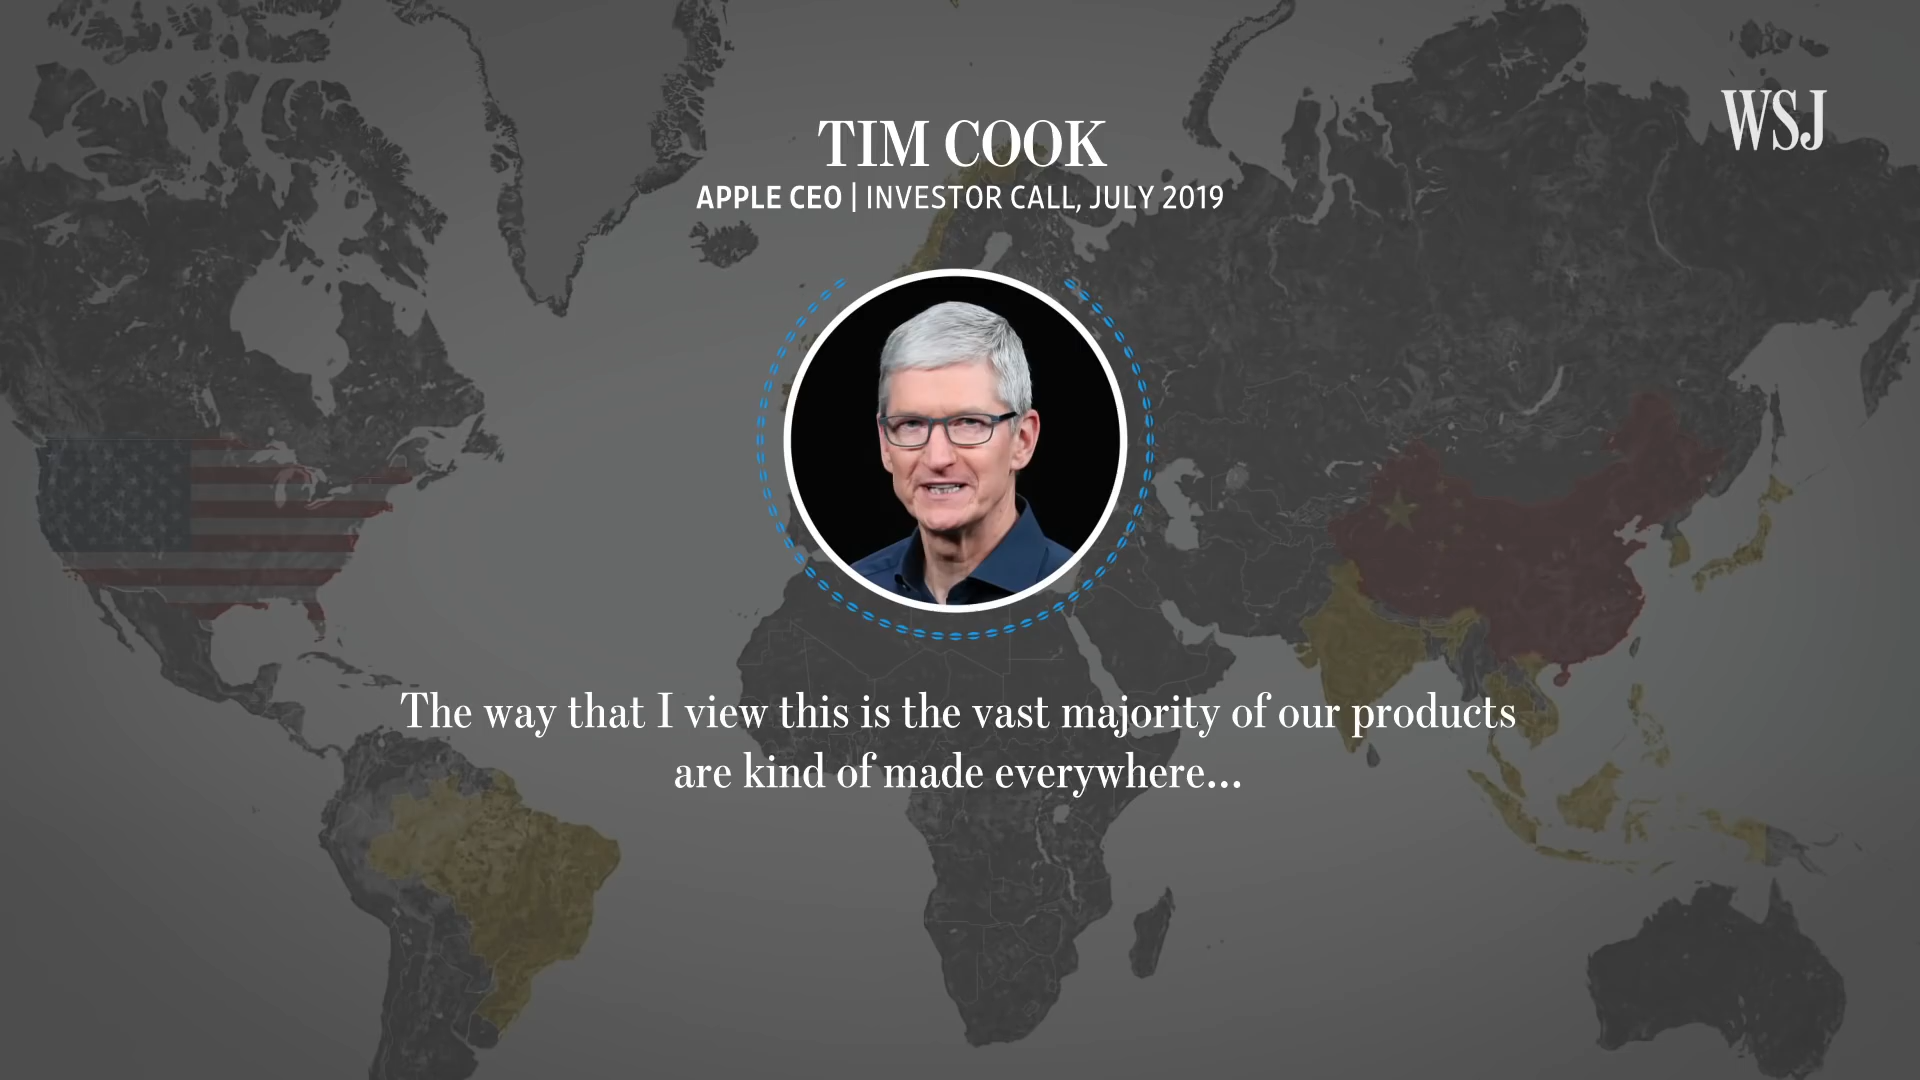 TIM COOK
APPLE CEO | INVESTOR CALL, JULY 2019
WSJ
The way that I view this is the vast majority of our products
are kind of made everywhere...